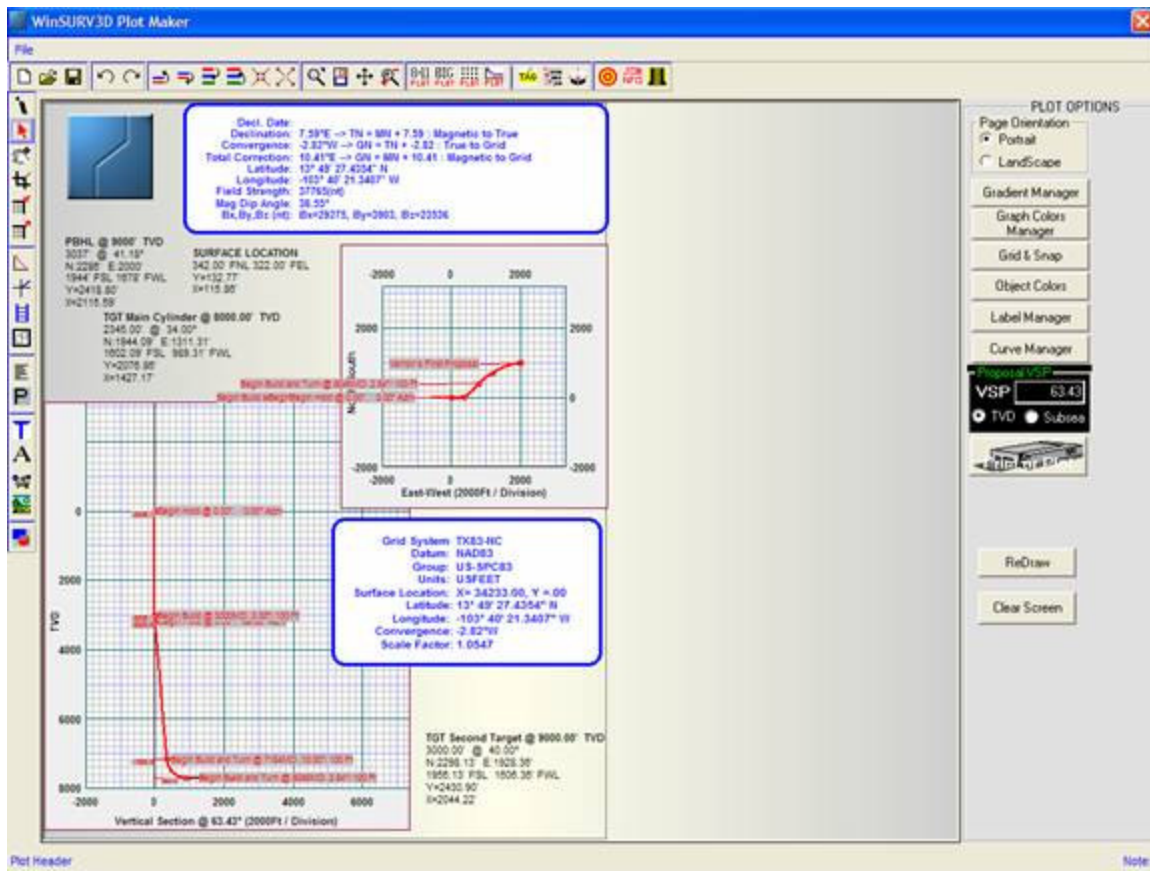 WinSURV3D Plot Maker
File
Decl. Date:
Declination: 7.59°E --> TN = MN + 7.59 : Magnetic to True
Convergence: -2.82°W --> GN = TN + -2.82 : True to Grid
Total Correction: 10.41°E --> GN = MN + 10.41 : Magnetic to Grid
Latitude: 13° 49' 27.4354" N
Longitude: -103° 40' 21.3407" W
Field Strength: 37765(nt)
Mag Dip Angle: 38.55°
Bx,By,Bz (nt): Bx=29275, By=3903, Bz=23536
PBHL @ 9000' TVD
3037' @ 41.18°
N:2285' E:2000'
1944' FSL 1678' FWL
Y=2418.80'
X=2115.59'
SURFACE LOCATION
342.00' FNL 322.00' FEL
Y=132.77'
X=115.86'
TGT Main Cylinder @ 8000.00' TVD
2345.00' @ 34.00°
N:1944.09' E:1311.31'
1602.09' FSL 989.31' FWL
Y=2076.86'
X=1427.17'
-2000 0 2000
2000 2000
Vertical's First Proposal
0
-2000 -2000
-2000 0 2000
East-West (2000Ft / Division)
Grid System: TX83-NC
Datum: NAD83
Group: US-SPC83
Units: USFEET
Surface Location: X= 34233.00, Y =.00
Latitude: 13° 49' 27.4354" N
Longitude: -103° 40' 21.3407" W
Convergence: -2.82°W
Scale Factor: 1.0547
0
2000
TVD
4000
6000
8000
-2000 0 2000 4000 6000
Vertical Section @ 63.43° (2000Ft / Division)
TGT Second Target @ 9000.00' TVD
3000.00' @ 40.00°
N:2298.13' E:1928.36'
1956.13' FSL 1606.36' FWL
Y=2430.90'
X=2044.22'
PLOT OPTIONS
Page Orientation
Portrait
LandScape
Gradient Manager
Graph Colors
Manager
Grid & Snap
Object Colors
Label Manager
Curve Manager
Proposal VSP
VSP 63.43
TVD Subsea
ReDraw
Clear Screen
Plot Header
Note